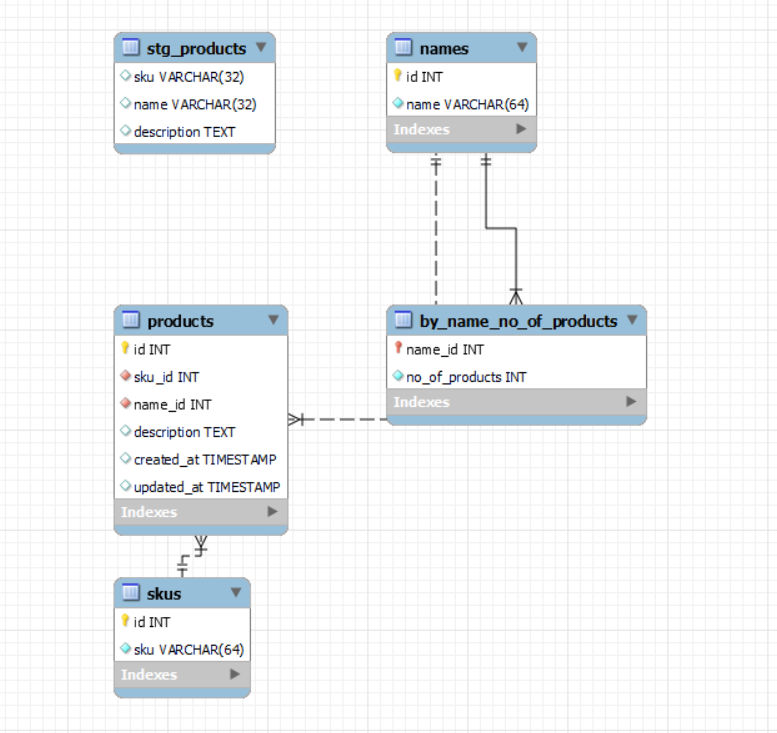 stg_products
sku VARCHAR(32)
name VARCHAR(32)
description TEXT
names
id INT
name VARCHAR(64)
Indexes
products
id INT
sku_id INT
name_id INT
description TEXT
created_at TIMESTAMP
updated_at TIMESTAMP
Indexes
by_name_no_of_products
name_id INT
no_of_products INT
Indexes
skus
id INT
sku VARCHAR(64)
Indexes